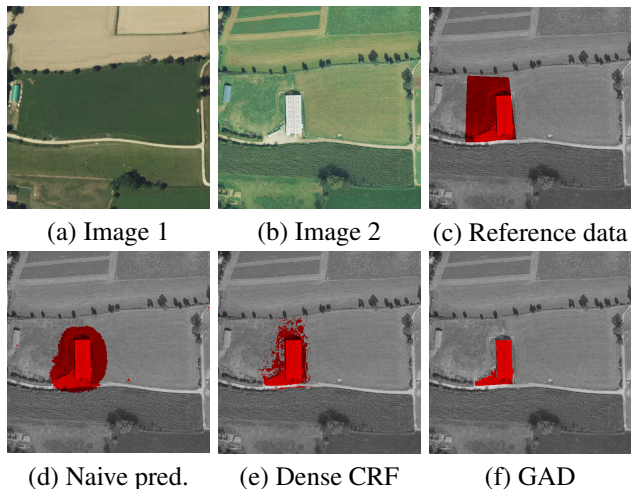 (a) Image 1
(b) Image 2
(c) Reference data
(d) Naive pred.
(e) Dense CRF
(f) GAD